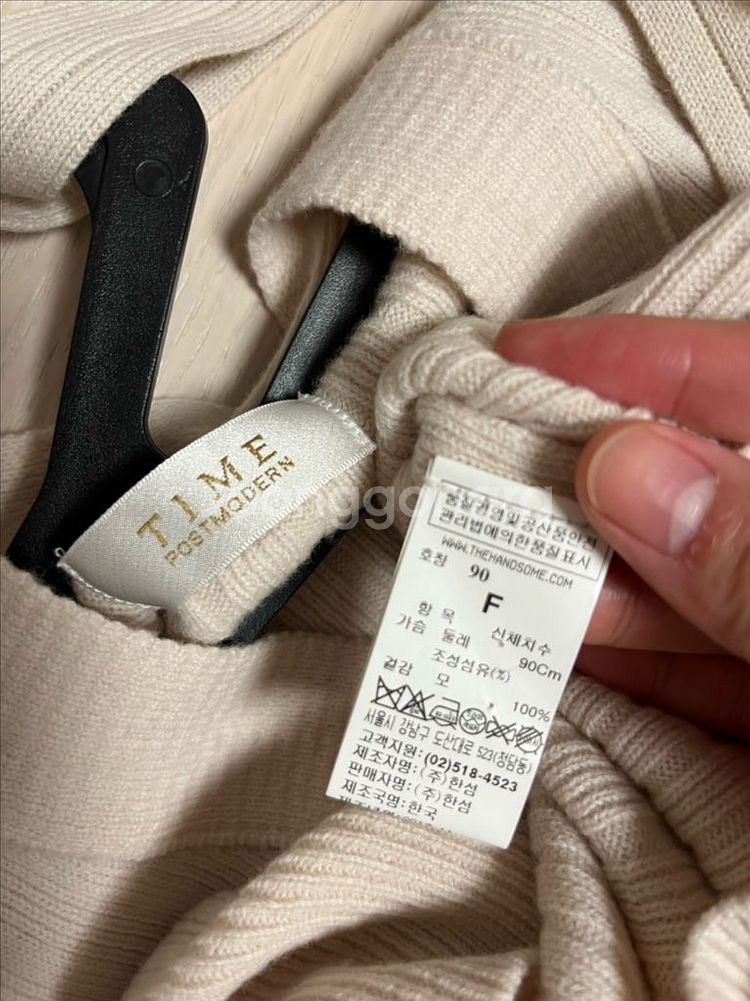 TIME
POSTMODERN
품질경영및공산품안전
관리법에의한품질표시
WWW.THEHANDSOME.COM
호칭 90
F
항 목 신체치수
가슴 둘레 90Cm
조성섬유(%)
겉감 모 100%
서울시 강남구 도산대로 523(청담동)
고객지원:(02)518-4523
제조자명:(주)한섬
판매자명:(주)한섬
제조국명:한국